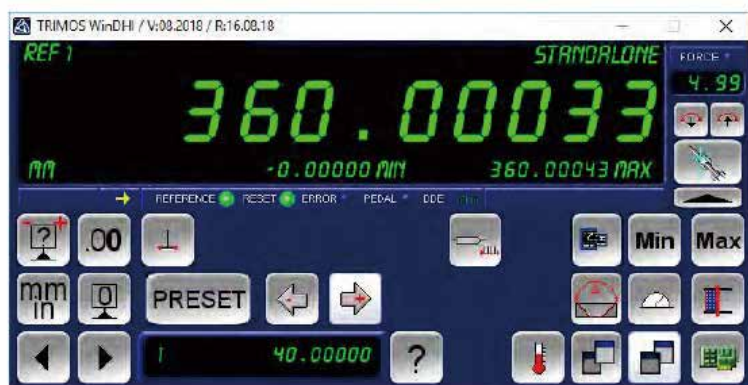 TRIMOS WinDHI / V:08.2018 / R:16.08.18
REF 1 STANDALONE
FORCE
4.99
360.00033
MM -0.00000 MIN 360.00043 MAX
REFERENCE RESET ERROR PEDAL DDE
? .00 Min Max
mm in 0 PRESET
1 40.00000 ?